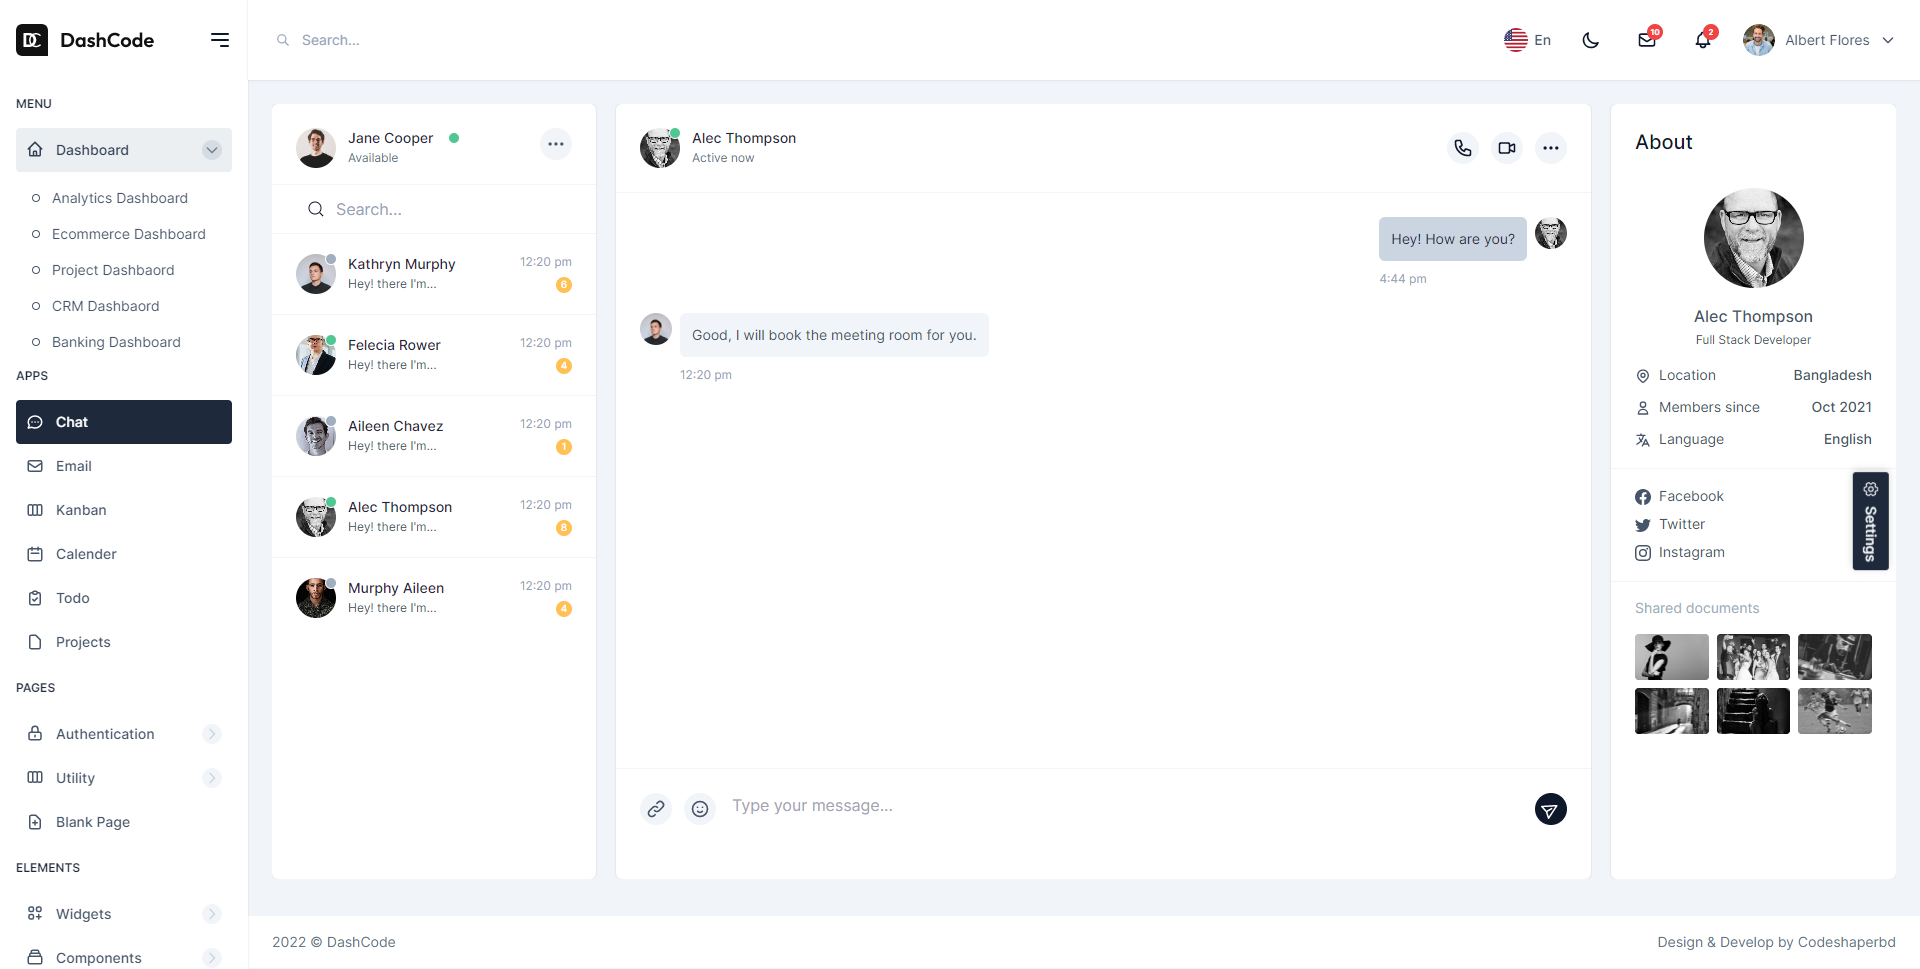 DC DashCode
Search...
En
10
2
Albert Flores
MENU
Dashboard
Analytics Dashboard
Ecommerce Dashboard
Project Dashbaord
CRM Dashbaord
Banking Dashboard
APPS
Chat
Email
Kanban
Calender
Todo
Projects
PAGES
Authentication
Utility
Blank Page
ELEMENTS
Widgets
Components
Jane Cooper
Available
Search...
Kathryn Murphy 12:20 pm
Hey! there I'm... 6
Felecia Rower 12:20 pm
Hey! there I'm... 4
Aileen Chavez 12:20 pm
Hey! there I'm... 1
Alec Thompson 12:20 pm
Hey! there I'm... 8
Murphy Aileen 12:20 pm
Hey! there I'm... 4
Alec Thompson
Active now
Hey! How are you?
4:44 pm
Good, I will book the meeting room for you.
12:20 pm
Type your message...
About
Alec Thompson
Full Stack Developer
Location Bangladesh
Members since Oct 2021
Language English
Facebook
Twitter
Instagram
Settings
Shared documents
2022 © DashCode
Design & Develop by Codeshaperbd